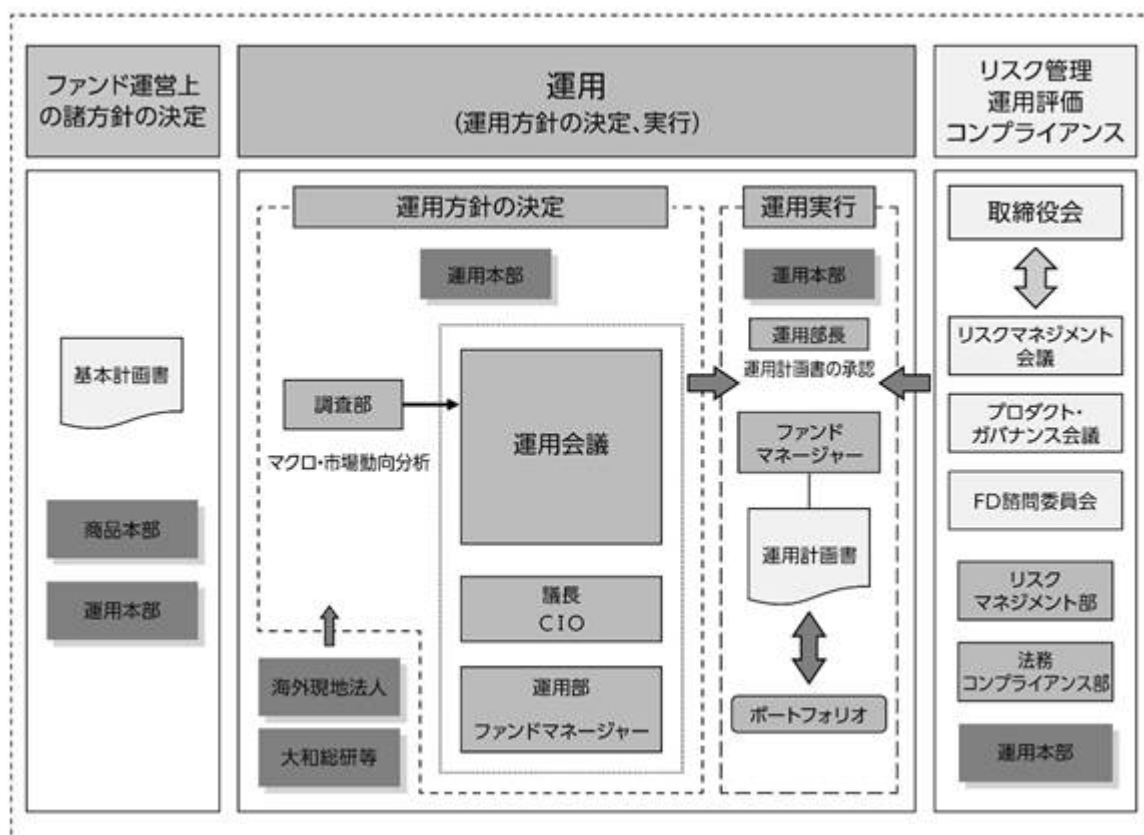 ファンド運営上
の諸方針の決定
運用
（運用方針の決定、実行）
リスク管理
運用評価
コンプライアンス
基本計画書
商品本部
運用本部
運用方針の決定
運用本部
調査部
マクロ・市場動向分析
運用会議
議長
CIO
運用部
ファンドマネージャー
海外現地法人
大和総研等
運用実行
運用本部
運用部長
運用計画書の承認
ファンド
マネージャー
運用計画書
ポートフォリオ
取締役会
リスクマネジメント
会議
プロダクト・
ガバナンス会議
FD諮問委員会
リスク
マネジメント部
法務
コンプライアンス部
運用本部